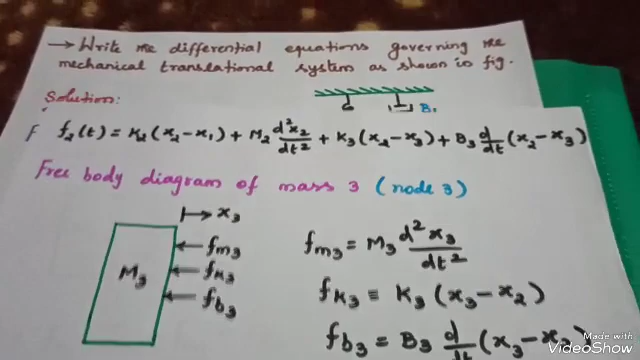 → Write the differential equations governing the
mechanical translational system as shown in fig.
Solution:
B₁
F f₂(t) = K₂(x₂-x₁) + M₂ d²x₂/dt² + K₃(x₂-x₃) + B₃ d/dt (x₂-x₃)
Free body diagram of mass 3 (node 3)
x₃
fm₃
M₃
fk₃
fb₃
fm₃ = M₃ d²x₃/dt²
fk₃ = K₃ (x₃-x₂)
fb₃ = B₃ d/dt (x₃-x₂)
Made With
VideoShow